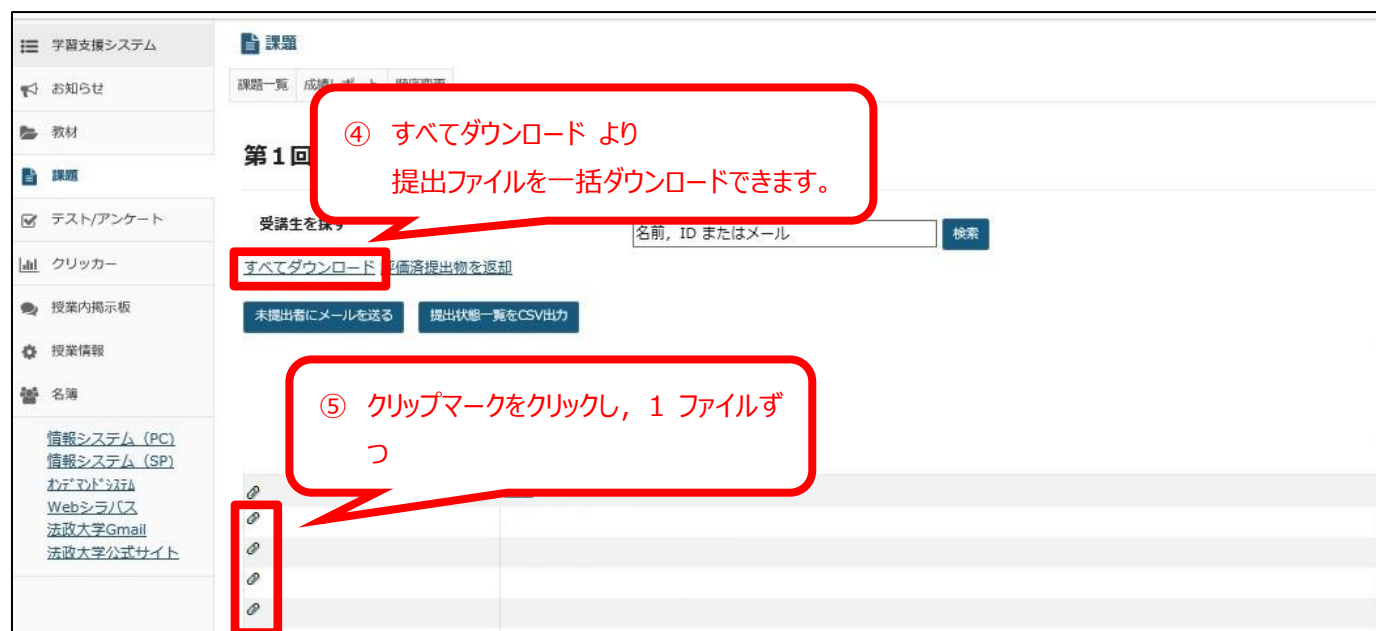 学習支援システム
課題
お知らせ
課題一覧
教材
④ すべてダウンロード より
提出ファイルを一括ダウンロードできます。
第1回
課題
テスト/アンケート
受講生を探す
名前, ID またはメール
検索
クリッカー
すべてダウンロード
評価済提出物を返却
授業内掲示板
未提出者にメールを送る
提出状態一覧をCSV出力
授業情報
名簿
⑤ クリップマークをクリックし，1 ファイルず
つ
情報システム (PC)
情報システム (SP)
ｵﾝﾃﾞﾏﾝﾄﾞｼｽﾃﾑ
Webシラバス
法政大学Gmail
法政大学公式サイト